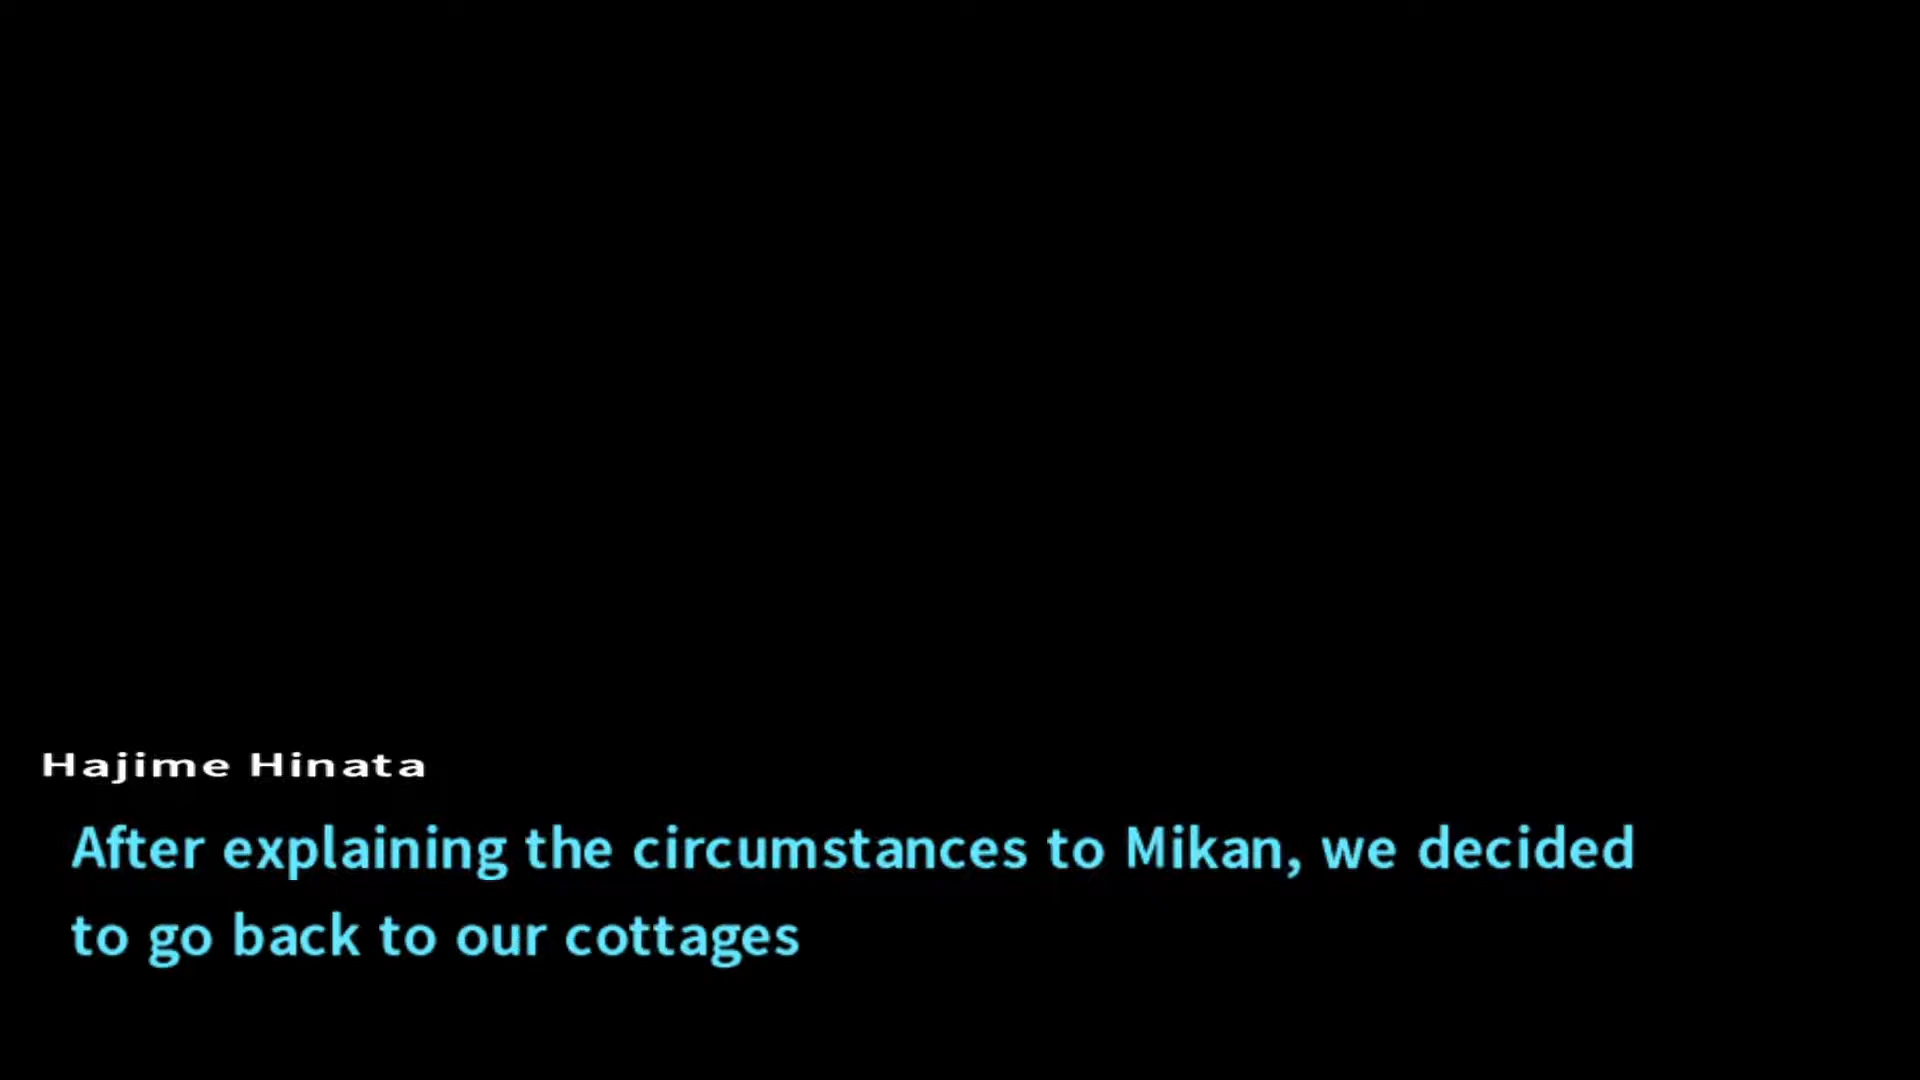 Hajime Hinata
After explaining the circumstances to Mikan, we decided
to go back to our cottages